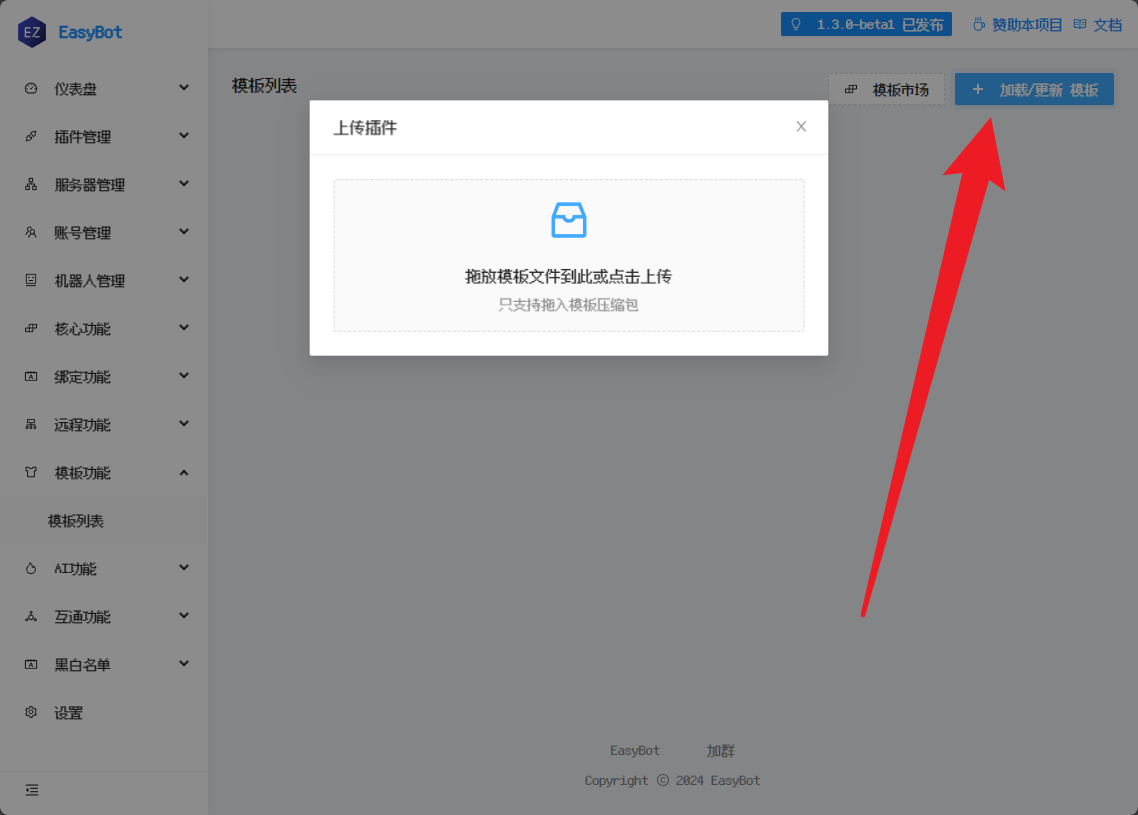 EZ EasyBot
1.3.0-beta1 已发布 赞助本项目 文档
仪表盘
插件管理
服务器管理
账号管理
机器人管理
核心功能
绑定功能
远程功能
模板功能
模板列表
AI功能
互通功能
黑白名单
设置
模板列表
模板市场
+ 加载/更新 模板
上传插件
拖放模板文件到此或点击上传
只支持拖入模板压缩包
EasyBot 加群
Copyright © 2024 EasyBot